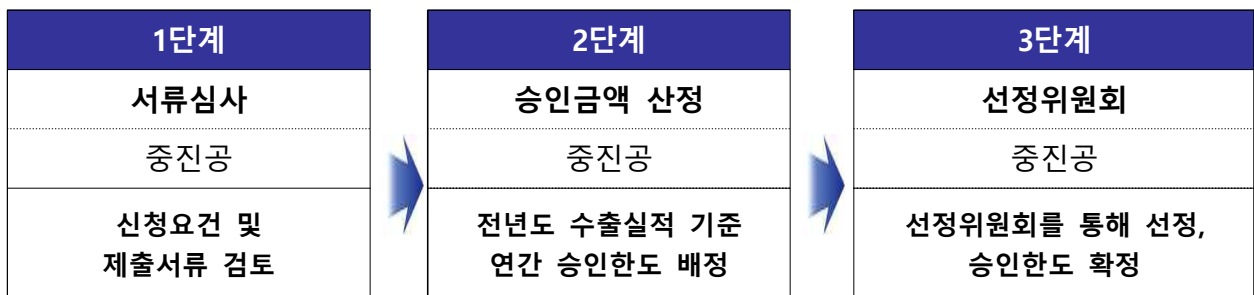 1단계
서류심사
중진공
신청요건 및
제출서류 검토
2단계
승인금액 산정
중진공
전년도 수출실적 기준
연간 승인한도 배정
3단계
선정위원회
중진공
선정위원회를 통해 선정,
승인한도 확정